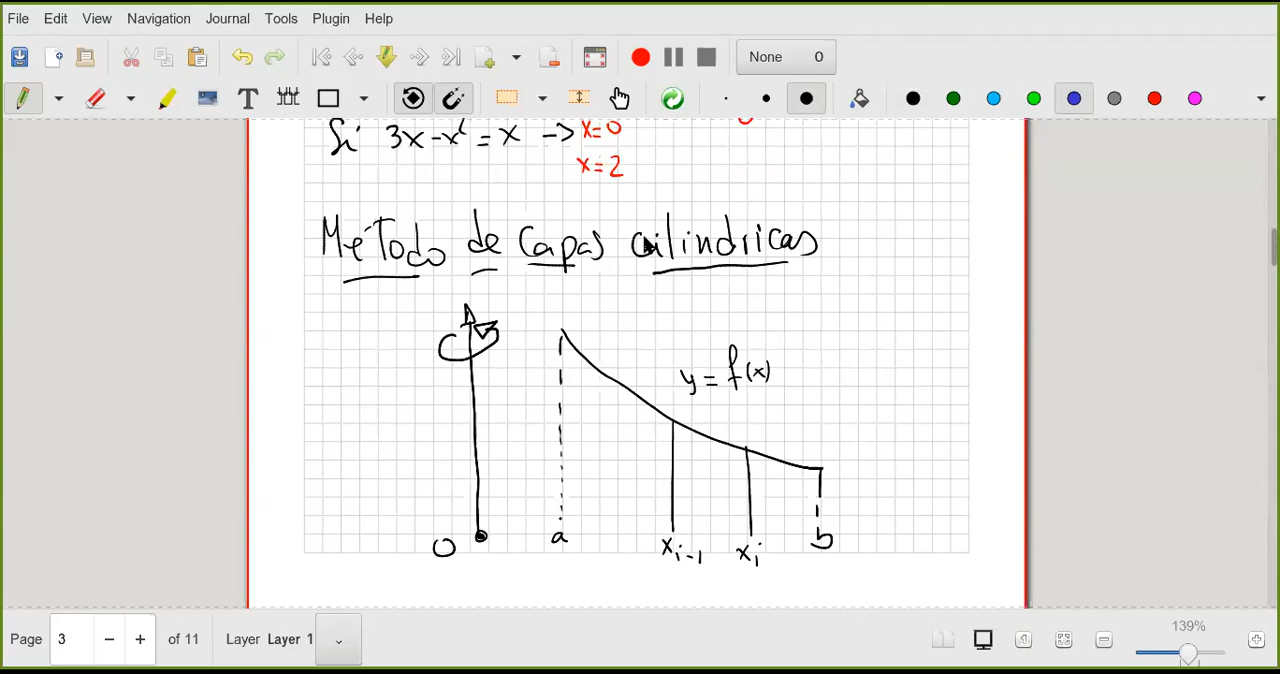 File Edit View Navigation Journal Tools Plugin Help
None 0
Si 3x-x² = x -> x=0
x=2
Método de Capas cilindricas
y = f(x)
O a xᵢ₋₁ xᵢ b
Page 3 of 11 Layer Layer 1 139%